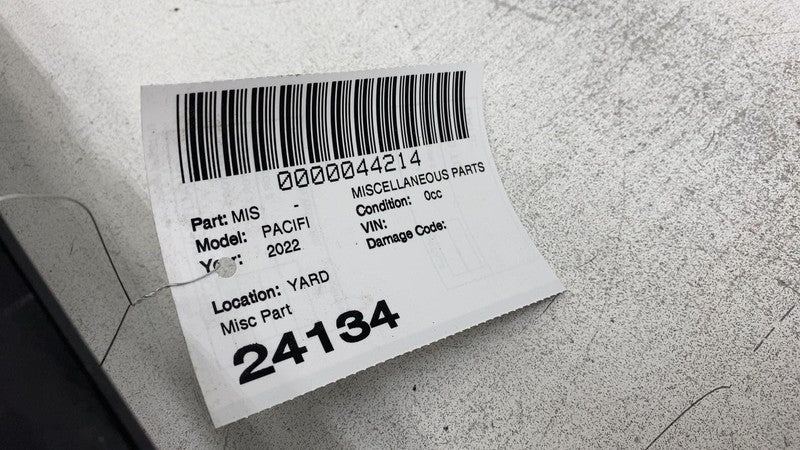 0000044214
MISCELLANEOUS PARTS
Part: MIS -
Condition: 0cc
Model: PACIFI
VIN:
Year: 2022
Damage Code:
Location: YARD
Misc Part
24134